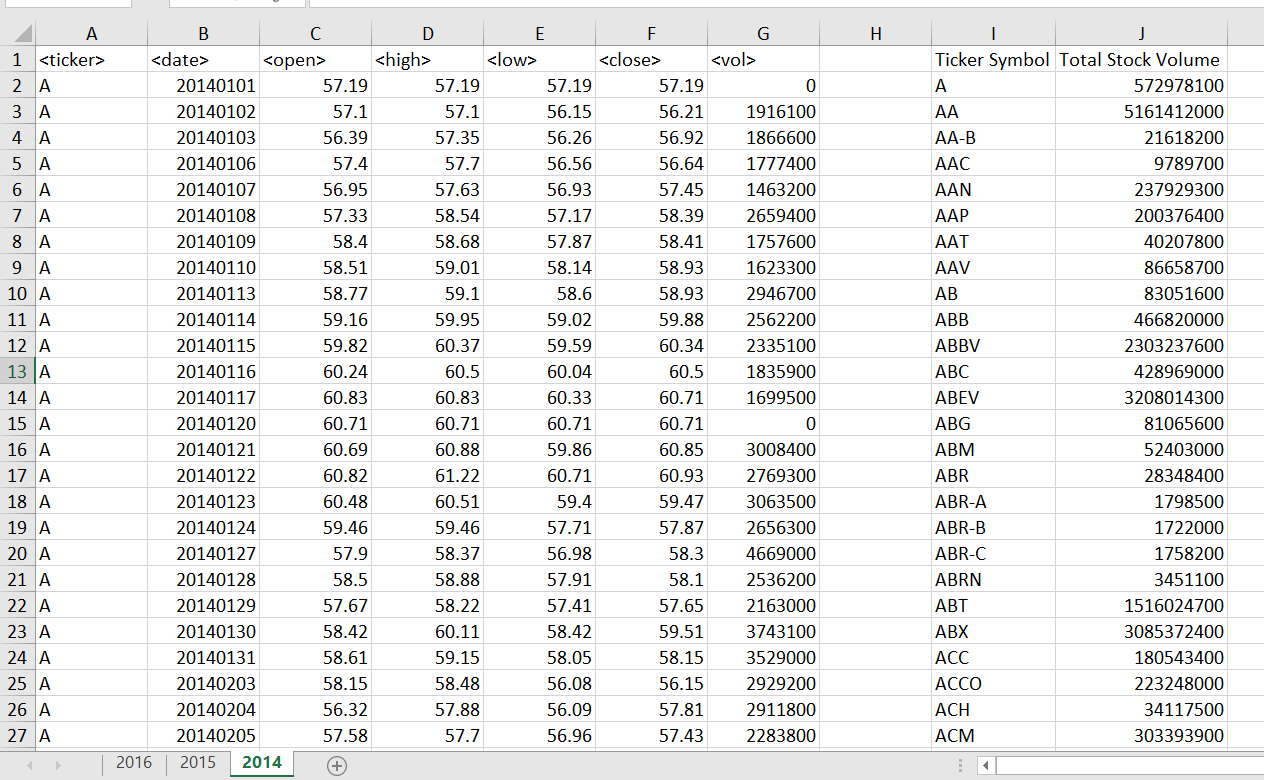 A B C D E F G H I J
1 <ticker> <date> <open> <high> <low> <close> <vol> Ticker Symbol Total Stock Volume
2 A 20140101 57.19 57.19 57.19 57.19 0 A 572978100
3 A 20140102 57.1 57.1 56.15 56.21 1916100 AA 5161412000
4 A 20140103 56.39 57.35 56.26 56.92 1866600 AA-B 21618200
5 A 20140106 57.4 57.7 56.56 56.64 1777400 AAC 9789700
6 A 20140107 56.95 57.63 56.93 57.45 1463200 AAN 237929300
7 A 20140108 57.33 58.54 57.17 58.39 2659400 AAP 200376400
8 A 20140109 58.4 58.68 57.87 58.41 1757600 AAT 40207800
9 A 20140110 58.51 59.01 58.14 58.93 1623300 AAV 86658700
10 A 20140113 58.77 59.1 58.6 58.93 2946700 AB 83051600
11 A 20140114 59.16 59.95 59.02 59.88 2562200 ABB 466820000
12 A 20140115 59.82 60.37 59.59 60.34 2335100 ABBV 2303237600
13 A 20140116 60.24 60.5 60.04 60.5 1835900 ABC 428969000
14 A 20140117 60.83 60.83 60.33 60.71 1699500 ABEV 3208014300
15 A 20140120 60.71 60.71 60.71 60.71 0 ABG 81065600
16 A 20140121 60.69 60.88 59.86 60.85 3008400 ABM 52403000
17 A 20140122 60.82 61.22 60.71 60.93 2769300 ABR 28348400
18 A 20140123 60.48 60.51 59.4 59.47 3063500 ABR-A 1798500
19 A 20140124 59.46 59.46 57.71 57.87 2656300 ABR-B 1722000
20 A 20140127 57.9 58.37 56.98 58.3 4669000 ABR-C 1758200
21 A 20140128 58.5 58.88 57.91 58.1 2536200 ABRN 3451100
22 A 20140129 57.67 58.22 57.41 57.65 2163000 ABT 1516024700
23 A 20140130 58.42 60.11 58.42 59.51 3743100 ABX 3085372400
24 A 20140131 58.61 59.15 58.05 58.15 3529000 ACC 180543400
25 A 20140203 58.15 58.48 56.08 56.15 2929200 ACCO 223248000
26 A 20140204 56.32 57.88 56.09 57.81 2911800 ACH 34117500
27 A 20140205 57.58 57.7 56.96 57.43 2283800 ACM 303393900
2016 2015 2014